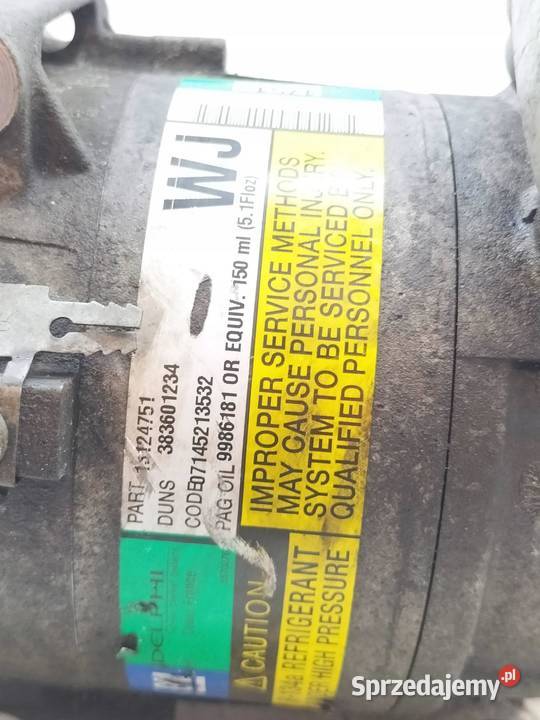 WJ
PART 13124751
DUNS 383601234
CODE 07145213532
PAG OIL 9986181 OR EQUIV. 150 ml (5.1Floz)
IMPROPER SERVICE METHODS
MAY CAUSE PERSONAL INJURY.
SYSTEM TO BE SERVICED BY
QUALIFIED PERSONNEL ONLY.
DELPHI
⚠ CAUTION
REFRIGERANT
HIGH PRESSURE
Sprzedajemy.pl